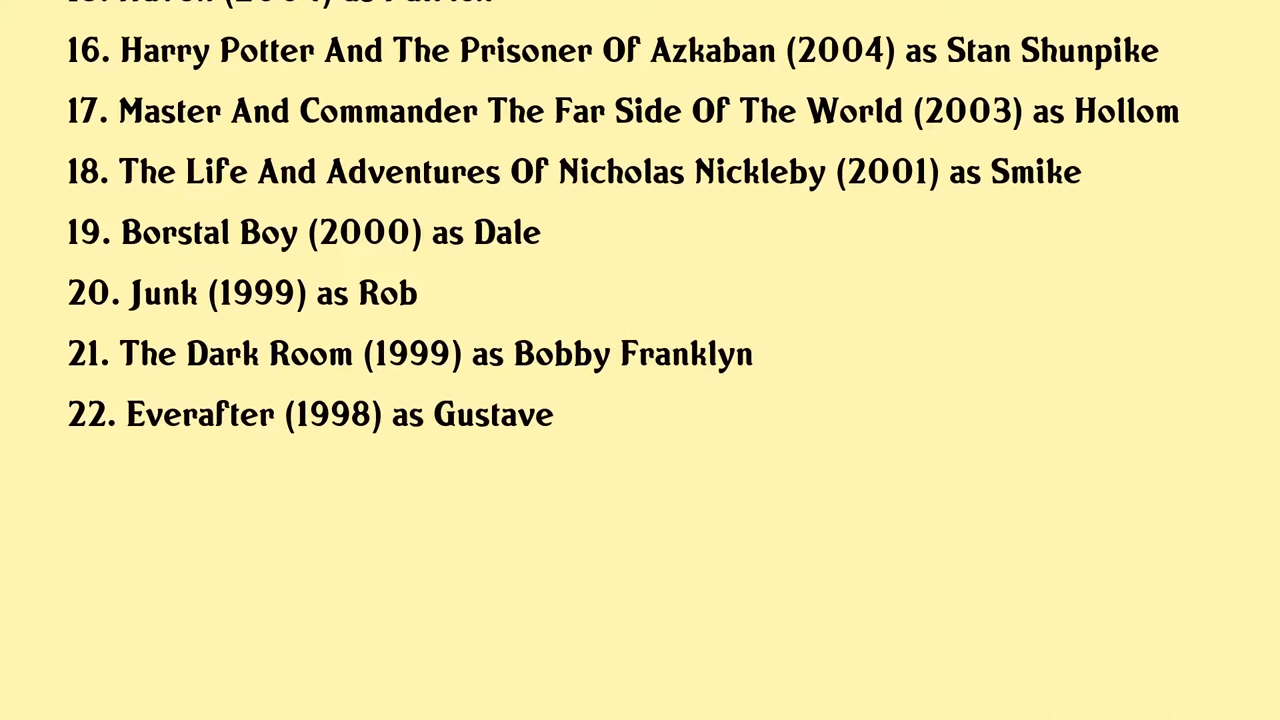 16. Harry Potter And The Prisoner Of Azkaban (2004) as Stan Shunpike
17. Master And Commander The Far Side Of The World (2003) as Hollom
18. The Life And Adventures Of Nicholas Nickleby (2001) as Smike
19. Borstal Boy (2000) as Dale
20. Junk (1999) as Rob
21. The Dark Room (1999) as Bobby Franklyn
22. Everafter (1998) as Gustave